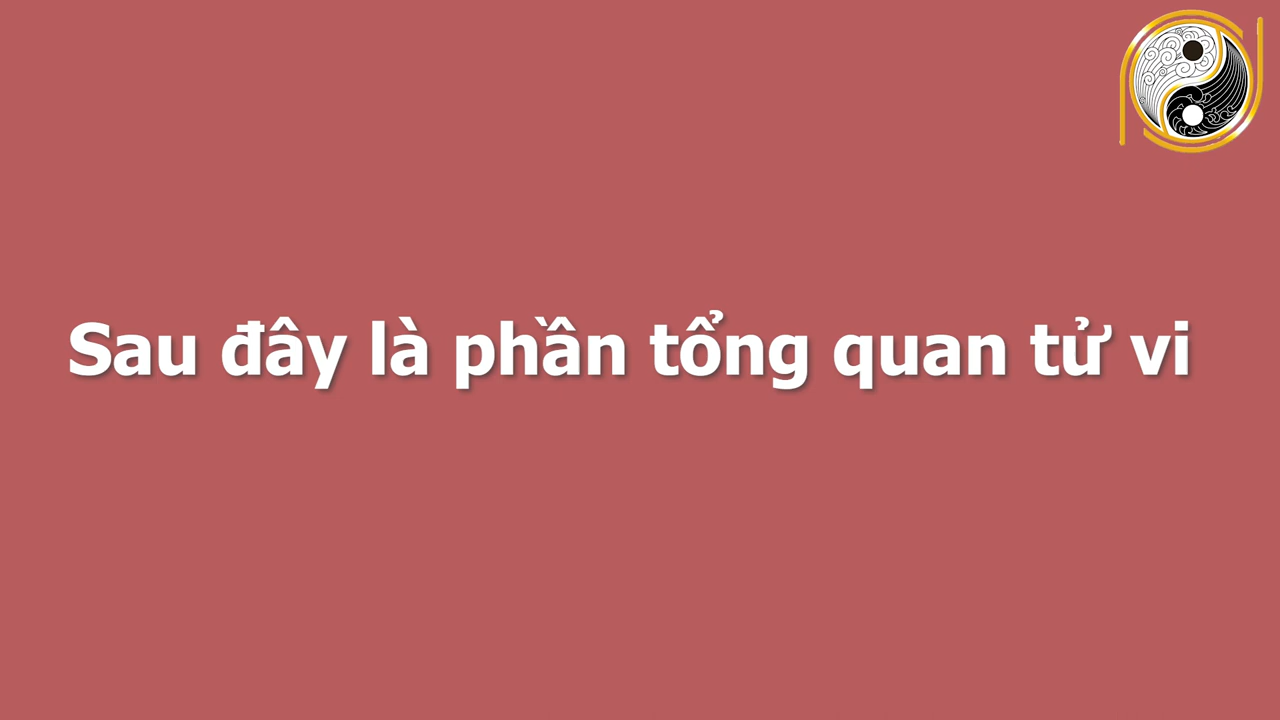 Sau đây là phần tổng quan tử vi